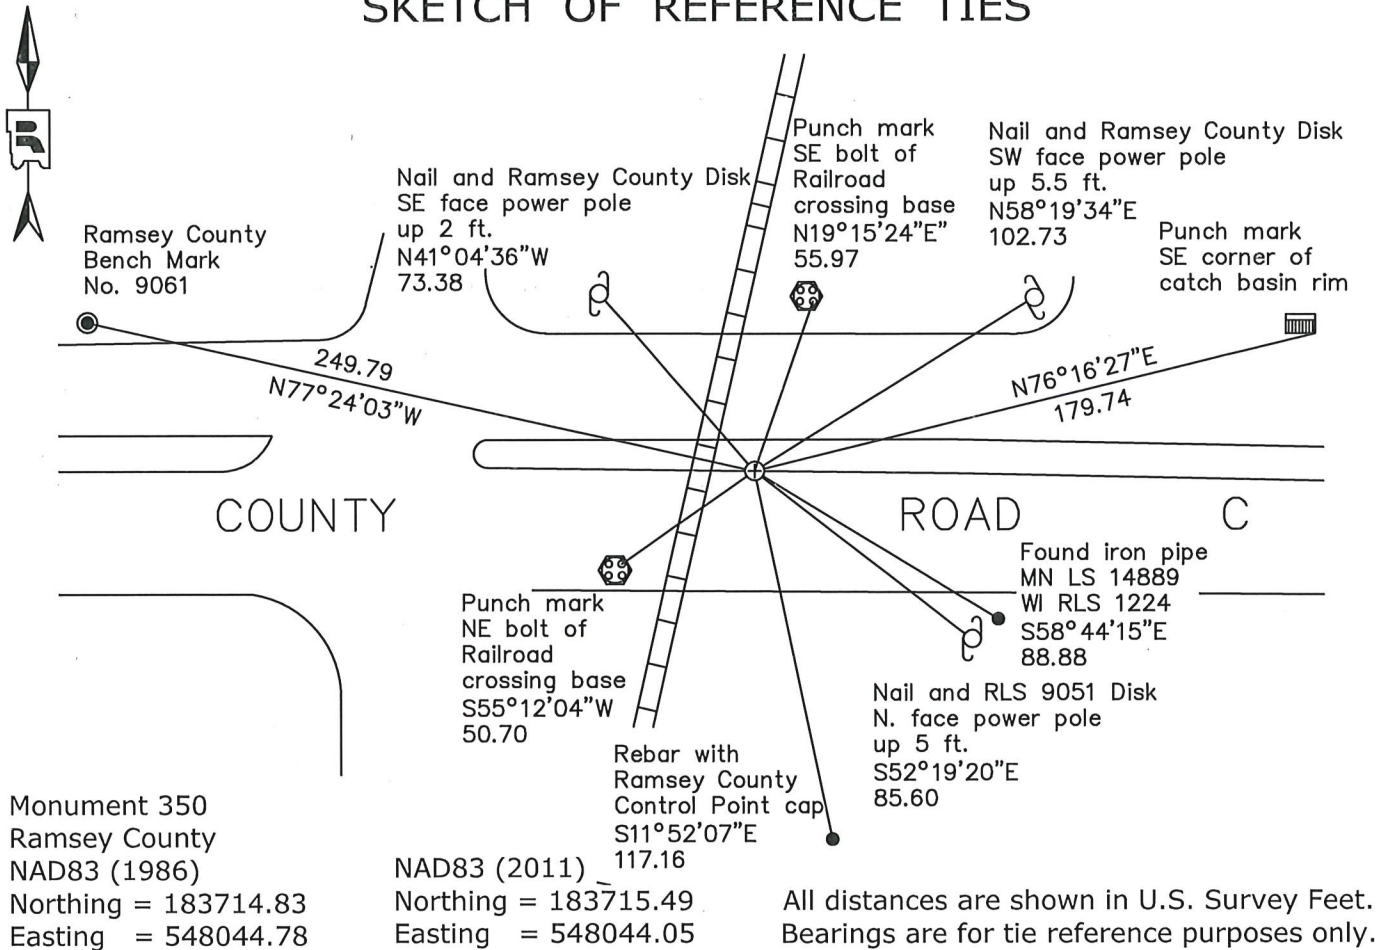 SKETCH OF REFERENCE TIES
R
Ramsey County
Bench Mark
No. 9061
Nail and Ramsey County Disk
SE face power pole
up 2 ft.
N41°04'36"W
73.38
Punch mark
SE bolt of
Railroad
crossing base
N19°15'24"E"
55.97
Nail and Ramsey County Disk
SW face power pole
up 5.5 ft.
N58°19'34"E
102.73
Punch mark
SE corner of
catch basin rim
249.79
N77°24'03"W
N76°16'27"E
179.74
COUNTY ROAD C
Found iron pipe
MN LS 14889
WI RLS 1224
S58°44'15"E
88.88
Punch mark
NE bolt of
Railroad
crossing base
S55°12'04"W
50.70
Nail and RLS 9051 Disk
N. face power pole
up 5 ft.
S52°19'20"E
85.60
Rebar with
Ramsey County
Control Point cap
S11°52'07"E
117.16
Monument 350
Ramsey County
NAD83 (1986)
Northing = 183714.83
Easting = 548044.78
NAD83 (2011)
Northing = 183715.49
Easting = 548044.05
All distances are shown in U.S. Survey Feet.
Bearings are for tie reference purposes only.